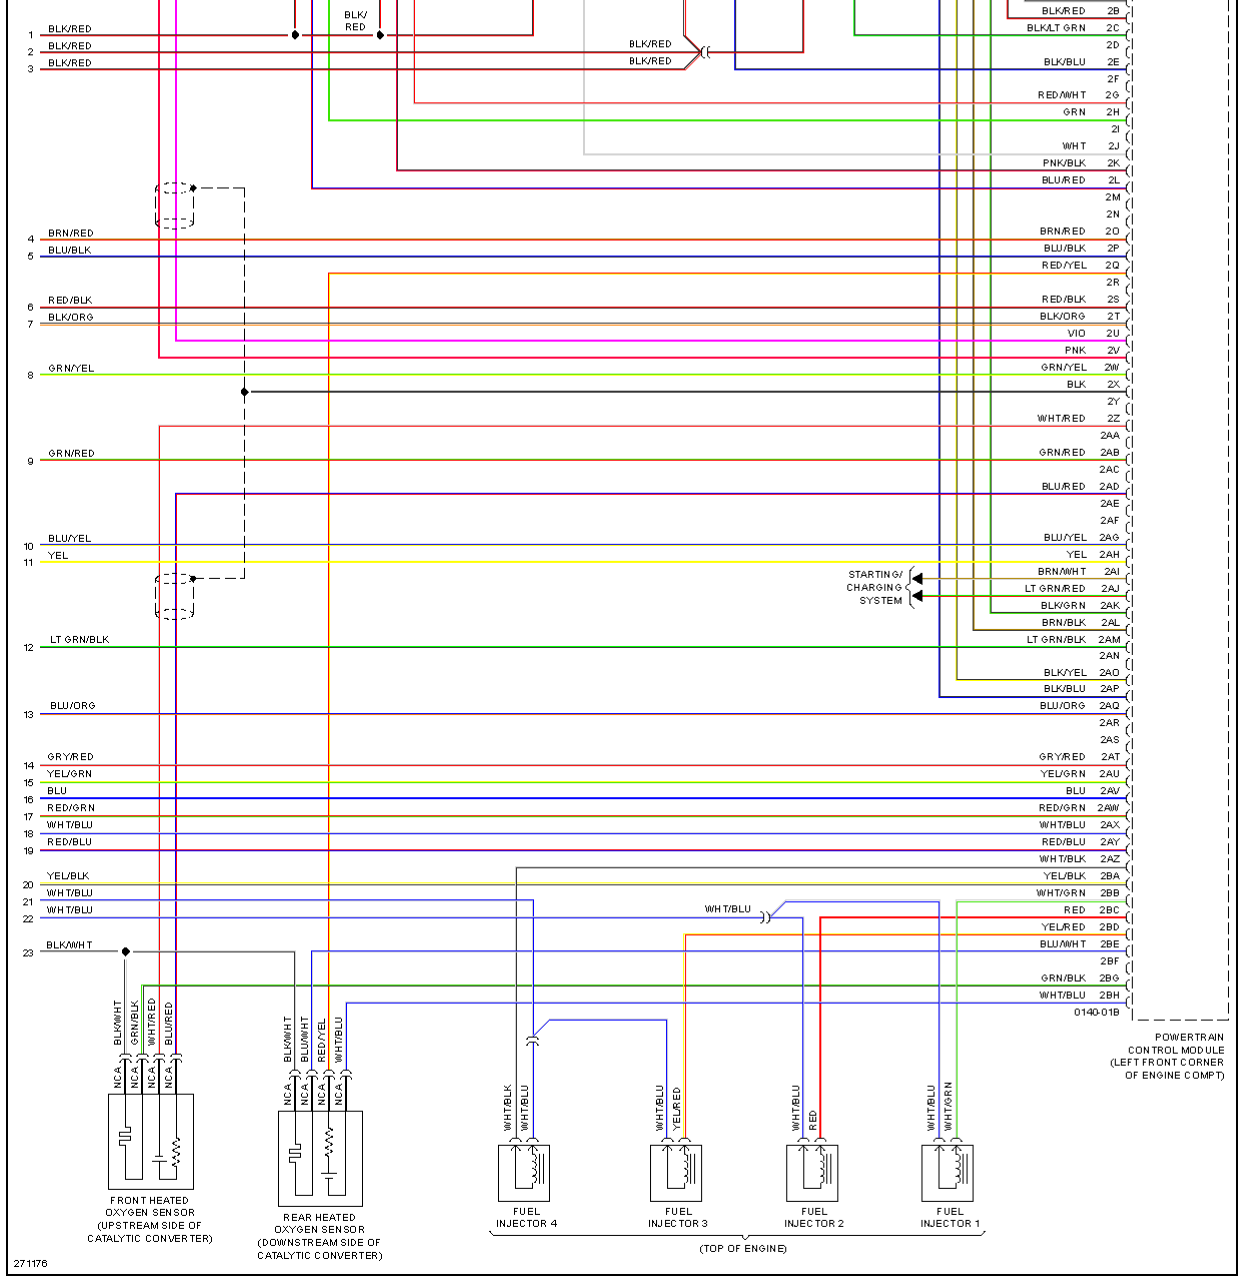 BLK/RED 2B
BLK/
RED
1 BLK/RED
BLK/LT GRN 2C
2 BLK/RED BLK/RED
2D
3 BLK/RED BLK/RED
BLK/BLU 2E
2F
RED/WHT 2G
GRN 2H
2I
WHT 2J
PNK/BLK 2K
BLU/RED 2L
2M
2N
4 BRN/RED BRN/RED 2O
5 BLU/BLK BLU/BLK 2P
RED/YEL 2Q
2R
6 RED/BLK RED/BLK 2S
7 BLK/ORG BLK/ORG 2T
VIO 2U
PNK 2V
8 GRN/YEL GRN/YEL 2W
BLK 2X
2Y
WHT/RED 2Z
2AA
9 GRN/RED GRN/RED 2AB
2AC
BLU/RED 2AD
2AE
2AF
10 BLU/YEL BLU/YEL 2AG
11 YEL YEL 2AH
STARTING/
CHARGING
SYSTEM
BRN/WHT 2AI
LT GRN/RED 2AJ
BLK/GRN 2AK
BRN/BLK 2AL
12 LT GRN/BLK LT GRN/BLK 2AM
2AN
BLK/YEL 2AO
BLK/BLU 2AP
13 BLU/ORG BLU/ORG 2AQ
2AR
2AS
14 GRY/RED GRY/RED 2AT
15 YEL/GRN YEL/GRN 2AU
16 BLU BLU 2AV
17 RED/GRN RED/GRN 2AW
18 WHT/BLU WHT/BLU 2AX
19 RED/BLU RED/BLU 2AY
WHT/BLK 2AZ
20 YEL/BLK YEL/BLK 2BA
21 WHT/BLU WHT/GRN 2BB
22 WHT/BLU WHT/BLU RED 2BC
YEL/RED 2BD
23 BLK/WHT BLU/WHT 2BE
2BF
GRN/BLK 2BG
WHT/BLU 2BH
0140-01B
POWERTRAIN
CONTROL MODULE
(LEFT FRONT CORNER
OF ENGINE COMPT)
BLK/WHT
GRN/BLK
WHT/RED
BLU/RED
NCA
NCA
NCA
NCA
BLK/WHT
BLU/WHT
RED/YEL
WHT/BLU
NCA
NCA
NCA
NCA
WHT/BLK
WHT/BLU
WHT/BLU
YEL/RED
WHT/BLU
RED
WHT/BLU
WHT/GRN
FRONT HEATED
OXYGEN SENSOR
(UPSTREAM SIDE OF
CATALYTIC CONVERTER)
REAR HEATED
OXYGEN SENSOR
(DOWNSTREAM SIDE OF
CATALYTIC CONVERTER)
FUEL
INJECTOR 4
FUEL
INJECTOR 3
FUEL
INJECTOR 2
FUEL
INJECTOR 1
(TOP OF ENGINE)
271176